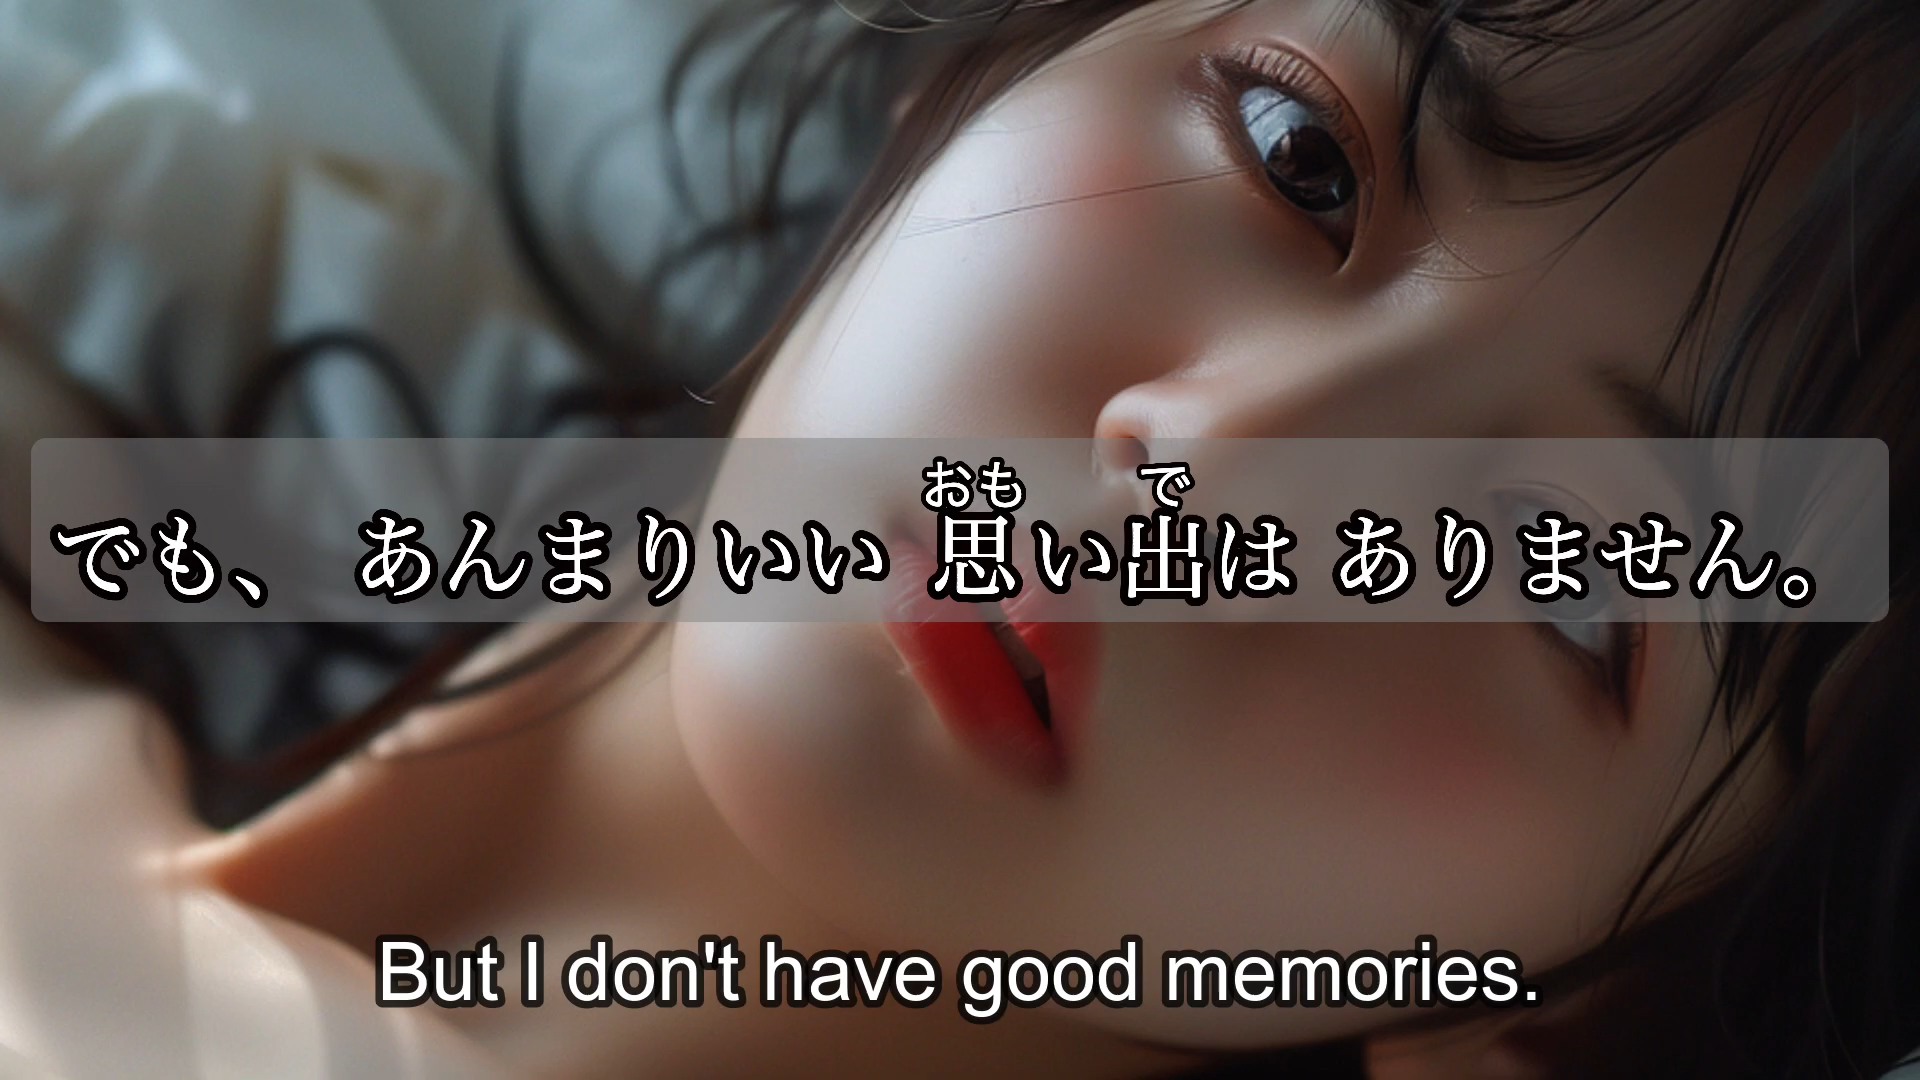 でも、 あんまりいい 思い出は ありません。
おも で
But I don't have good memories.